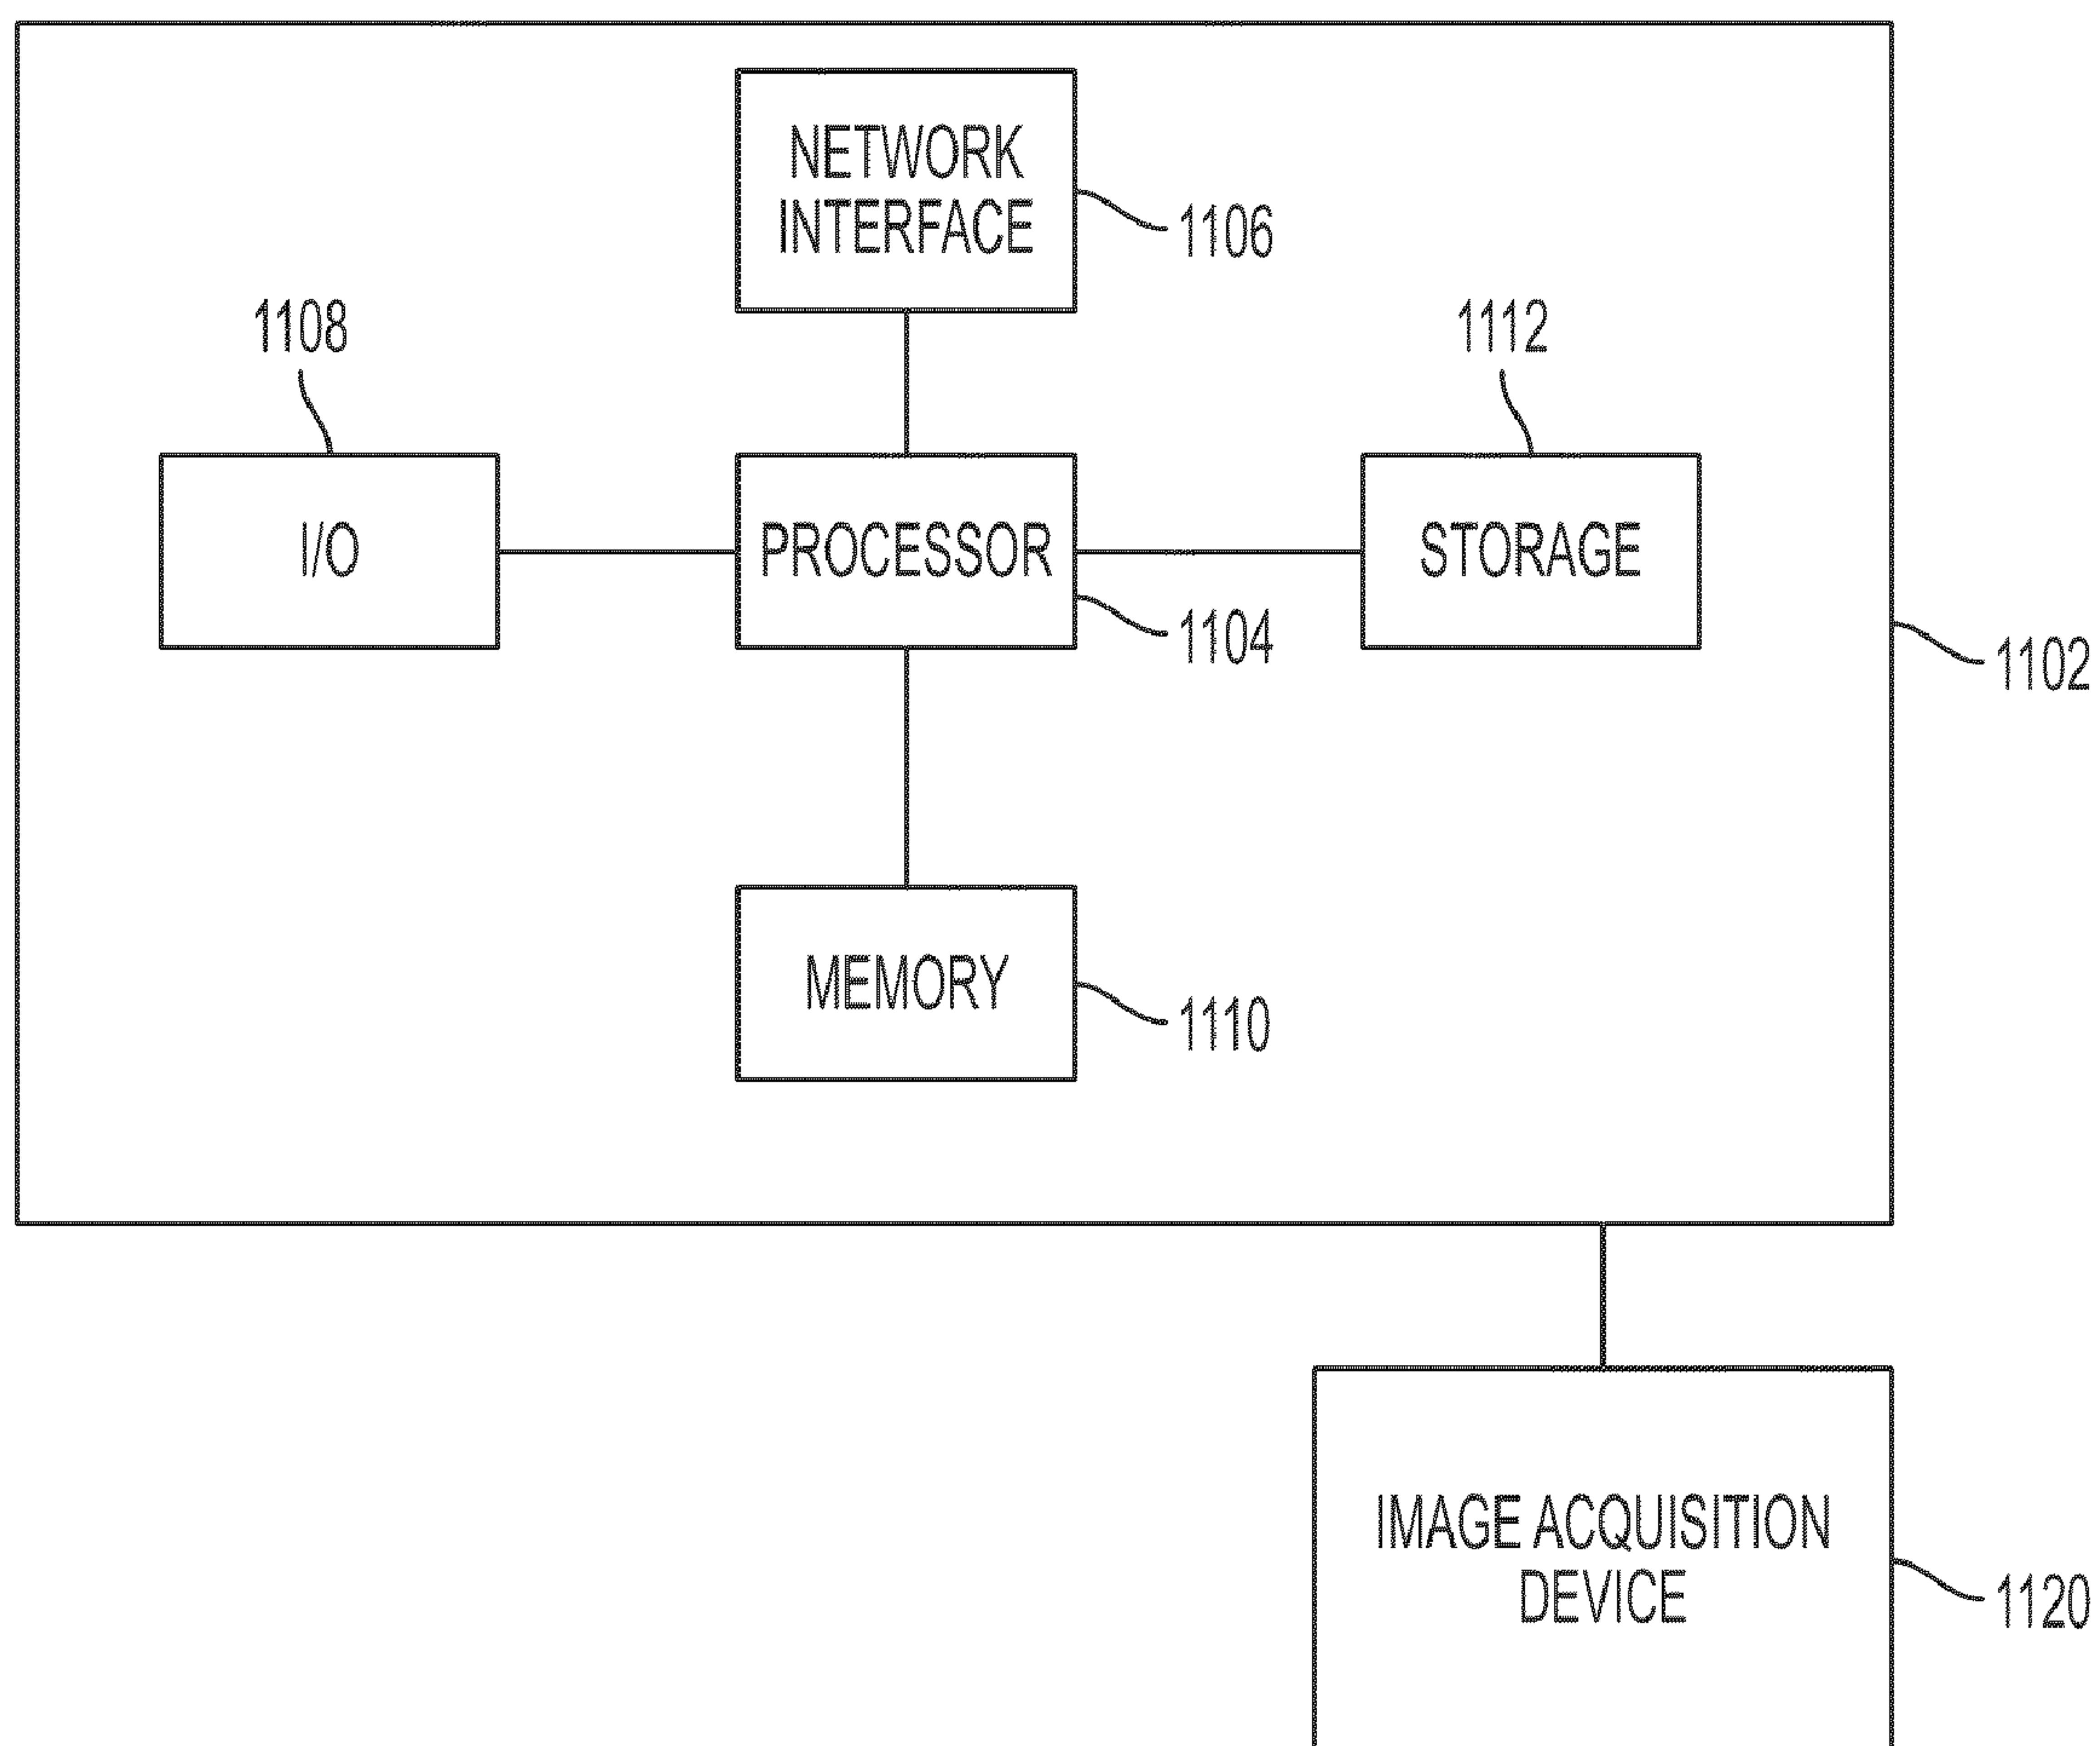 NETWORK
INTERFACE
1106
1108
1112
I/O
PROCESSOR
STORAGE
1104
1102
MEMORY
1110
IMAGE ACQUISITION
DEVICE
1120